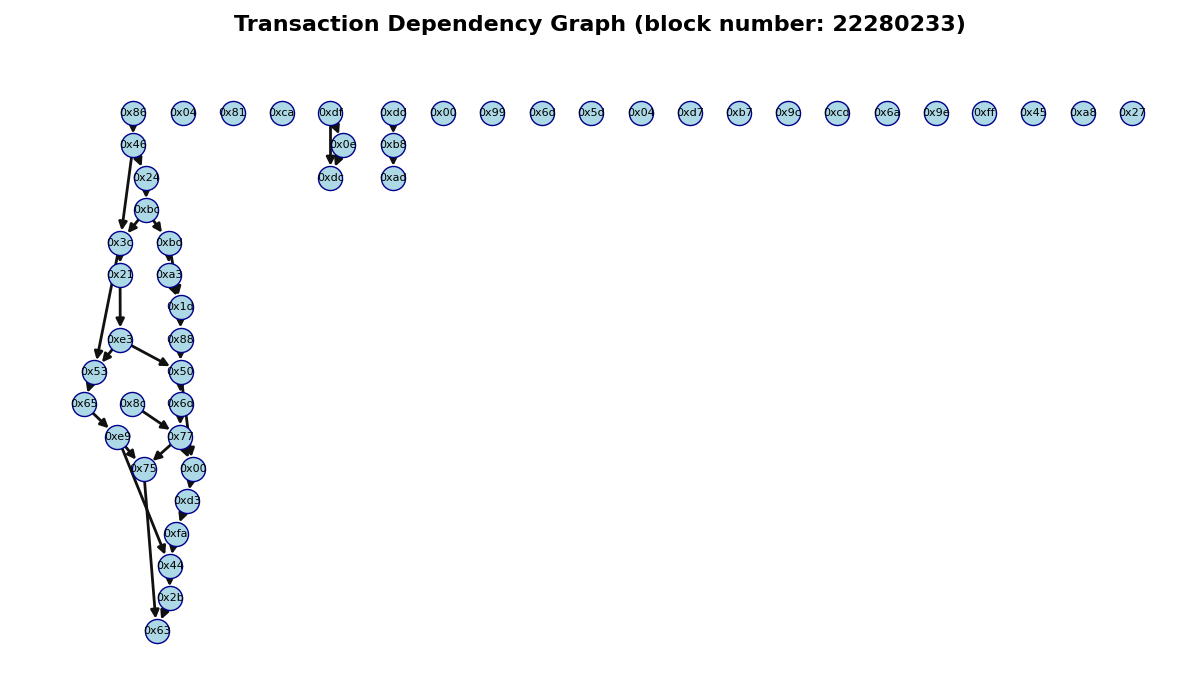 Transaction Dependency Graph (block number: 22280233)
0x86 0x04 0x81 0xca 0xdf 0xdd 0x00 0x99 0x6d 0x5d 0x04 0xd7 0xb7 0x9c 0xcd 0x6a 0x9e 0xff 0x45 0xa8 0x27
0x46 0x0e 0xb8
0x24 0xdc 0xad
0xbc
0x3c 0xbd
0x21 0xa3
0x1d
0xe3 0x88
0x53 0x50
0x65 0x8c 0x6d
0xe9 0x77
0x75 0x00
0xd3
0xfa
0x44
0x2b
0x63